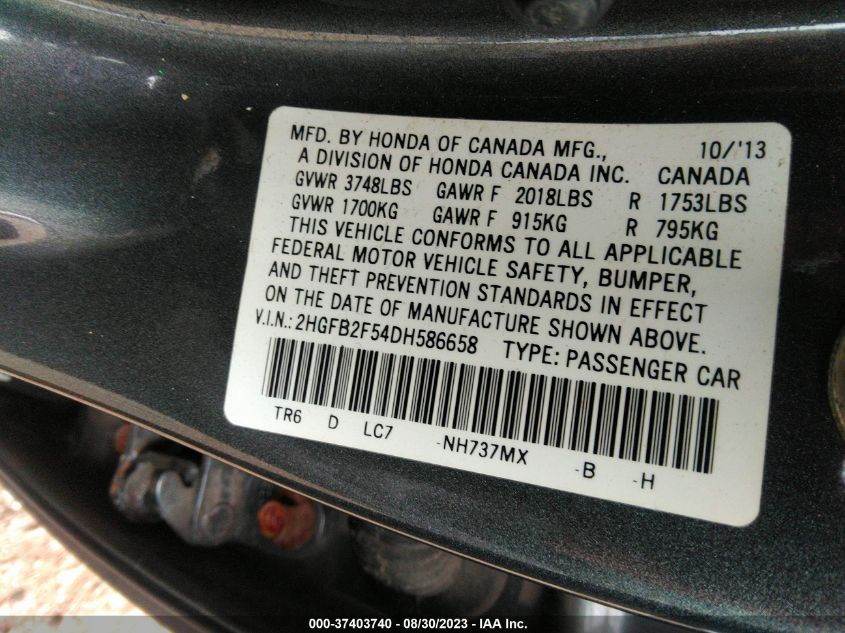 MFD. BY HONDA OF CANADA MFG., 10/'13
A DIVISION OF HONDA CANADA INC. CANADA
GVWR 3748LBS GAWR F 2018LBS R 1753LBS
GVWR 1700KG GAWR F 915KG R 795KG
THIS VEHICLE CONFORMS TO ALL APPLICABLE
FEDERAL MOTOR VEHICLE SAFETY, BUMPER,
AND THEFT PREVENTION STANDARDS IN EFFECT
ON THE DATE OF MANUFACTURE SHOWN ABOVE.
V.I.N.: 2HGFB2F54DH586658 TYPE: PASSENGER CAR
TR6 D LC7 -NH737MX -B -H
000-37403740 - 08/30/2023 - IAA Inc.